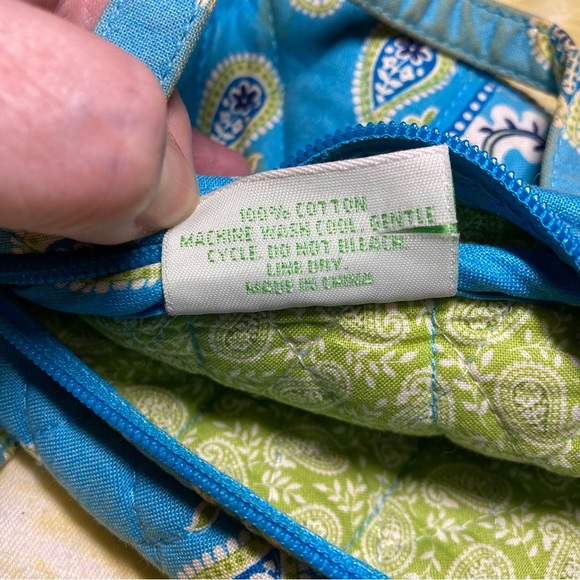 100% COTTON
MACHINE WASH COOL, GENTLE
CYCLE. DO NOT BLEACH.
LINE DRY.
MADE IN CHINA